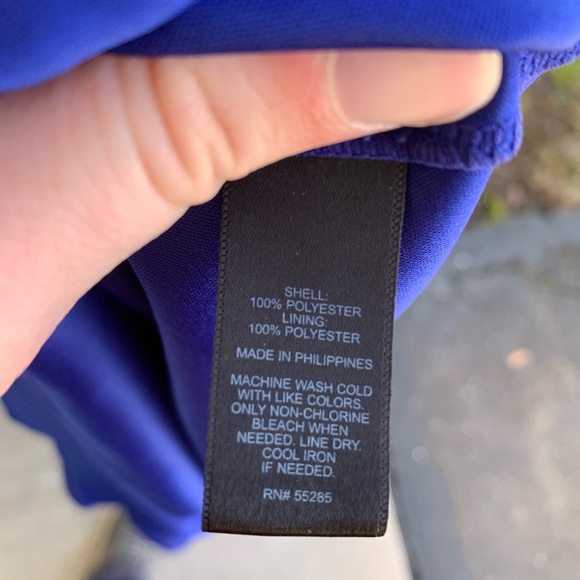 SHELL:
100% POLYESTER
LINING:
100% POLYESTER
MADE IN PHILIPPINES
MACHINE WASH COLD
WITH LIKE COLORS.
ONLY NON-CHLORINE
BLEACH WHEN
NEEDED. LINE DRY.
COOL IRON
IF NEEDED.
RN# 55285